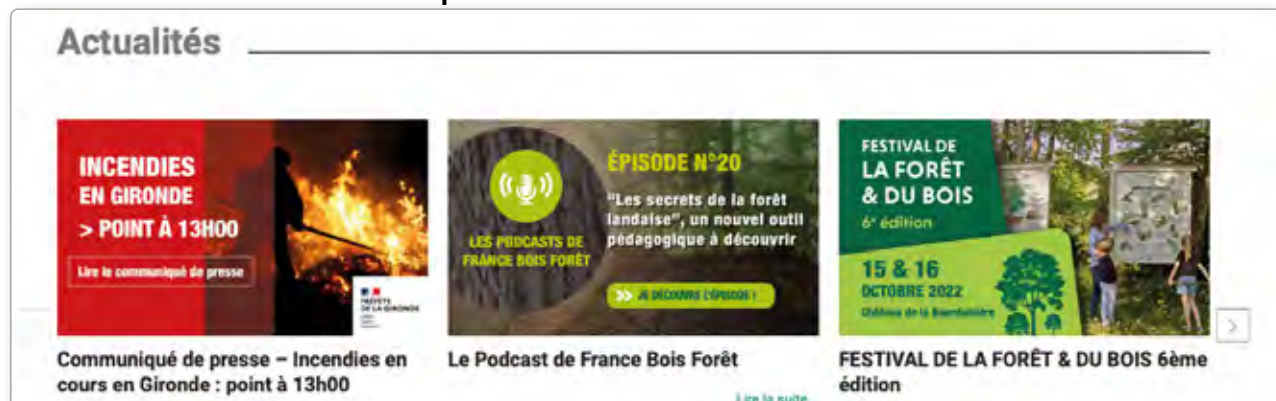 Actualités
INCENDIES
EN GIRONDE
> POINT À 13H00
Lire le communiqué de presse
PRÉFÈTE
DE LA GIRONDE
LES PODCASTS DE
FRANCE BOIS FORÊT
ÉPISODE N°20
"Les secrets de la forêt
landaise", un nouvel outil
pédagogique à découvrir
>> JE DÉCOUVRE L'ÉPISODE !
FESTIVAL DE
LA FORÊT
& DU BOIS
6e édition
15 & 16
OCTOBRE 2022
Château de la Bourdaisière
Communiqué de presse – Incendies en
cours en Gironde : point à 13h00
Le Podcast de France Bois Forêt
Lire la suite
FESTIVAL DE LA FORÊT & DU BOIS 6ème
édition